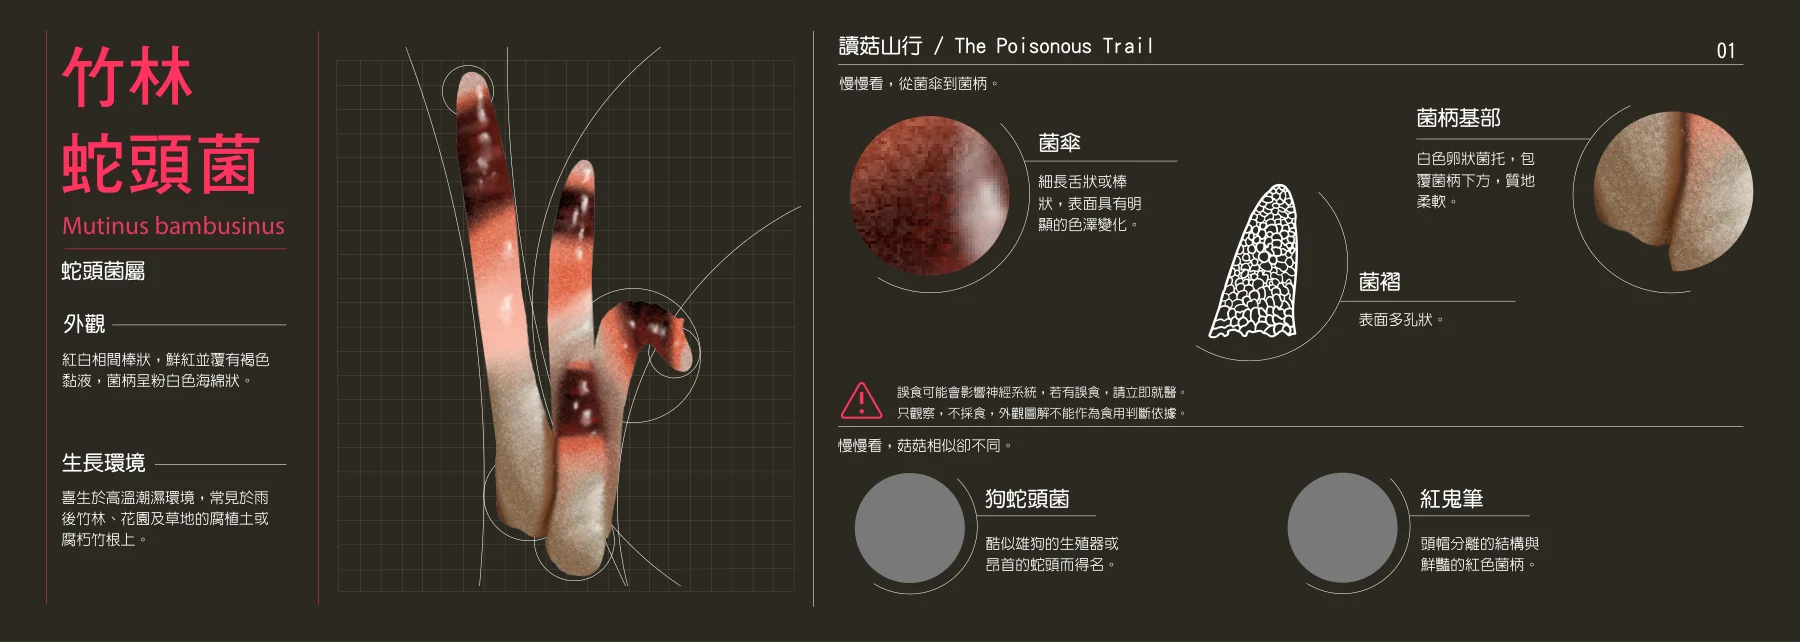 竹林
蛇頭菌
Mutinus bambusinus
蛇頭菌屬
外觀
紅白相間棒狀，鮮紅並覆有褐色
黏液，菌柄呈粉白色海綿狀。
生長環境
喜生於高溫潮濕環境，常見於雨
後竹林、花園及草地的腐植土或
腐朽竹根上。
讀菇山行 / The Poisonous Trail
01
慢慢看，從菌傘到菌柄。
菌傘
細長舌狀或棒
狀，表面具有明
顯的色澤變化。
菌褶
表面多孔狀。
菌柄基部
白色卵狀菌托，包
覆菌柄下方，質地
柔軟。
誤食可能會影響神經系統，若有誤食，請立即就醫。
只觀察，不採食，外觀圖解不能作為食用判斷依據。
慢慢看，菇菇相似卻不同。
狗蛇頭菌
酷似雄狗的生殖器或
昂首的蛇頭而得名。
紅鬼筆
頭帽分離的結構與
鮮豔的紅色菌柄。